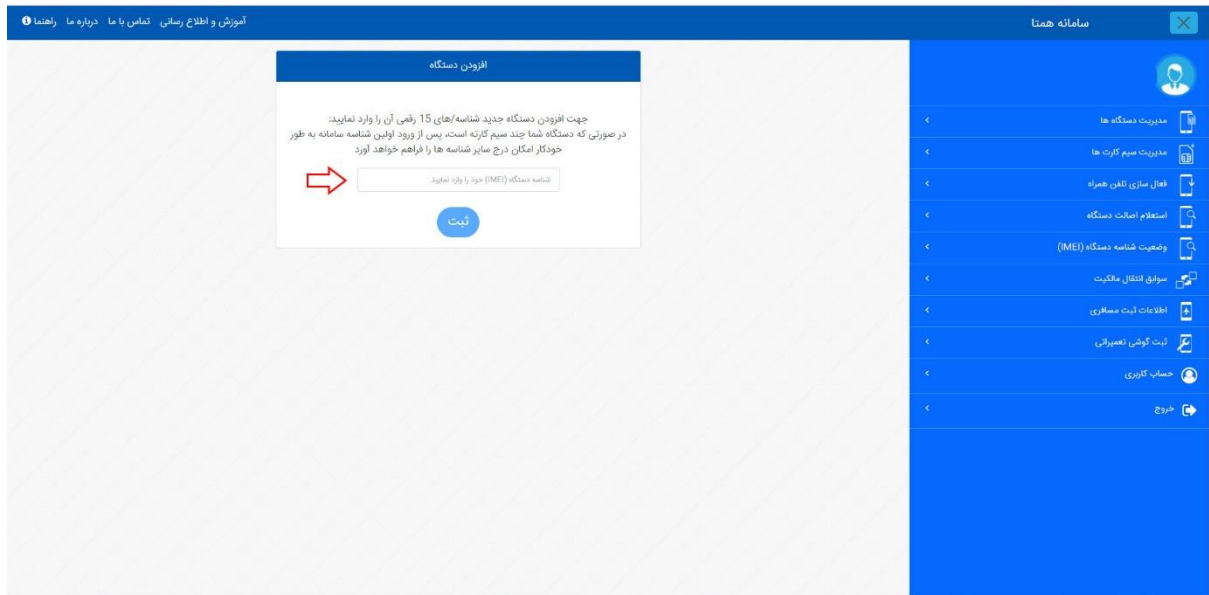 سامانه همتا
آموزش و اطلاع رسانی   تماس با ما   درباره ما   راهنما
مدیریت دستگاه ها
مدیریت سیم کارت ها
فعال سازی تلفن همراه
استعلام اصالت دستگاه
وضعیت شناسه دستگاه (IMEI)
سوابق انتقال مالکیت
اطلاعات ثبت مسافری
ثبت گوشی تعمیراتی
حساب کاربری
خروج
افزودن دستگاه
جهت افزودن دستگاه جدید شناسه/های 15 رقمی آن را وارد نمایید:
در صورتی که دستگاه شما چند سیم کارته است، پس از ورود اولین شناسه سامانه به طور
خودکار امکان درج سایر شناسه ها را فراهم خواهد آورد
شناسه دستگاه (IMEI) خود را وارد نمایید
ثبت